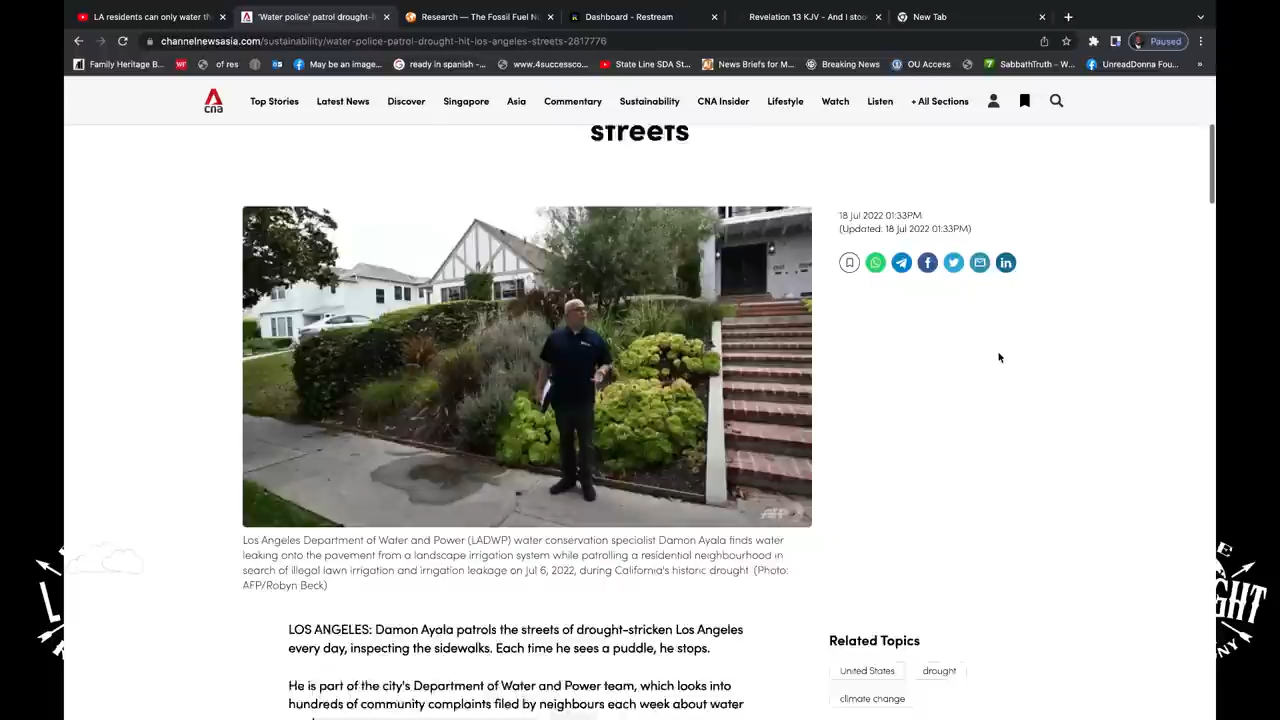 LA residents can only water th
'Water police' patrol drought-h
Research — The Fossil Fuel N
Dashboard - Restream
Revelation 13 KJV - And I stoo
New Tab
channelnewsasia.com/sustainability/water-police-patrol-drought-hit-los-angeles-streets-2817776
Paused
Family Heritage B...
of res
May be an image...
ready in spanish -...
www.4successco...
State Line SDA St...
News Briefs for M...
Breaking News
OU Access
SabbathTruth - W...
UnreadDonna Fou...
»
cna
Top Stories
Latest News
Discover
Singapore
Asia
Commentary
Sustainability
CNA Insider
Lifestyle
Watch
Listen
+ All Sections
streets
18 Jul 2022 01:33PM
(Updated: 18 Jul 2022 01:33PM)
AFP
Los Angeles Department of Water and Power (LADWP) water conservation specialist Damon Ayala finds water
leaking onto the pavement from a landscape irrigation system while patrolling a residential neighbourhood in
search of illegal lawn irrigation and irrigation leakage on Jul 6, 2022, during California's historic drought (Photo:
AFP/Robyn Beck)
LOS ANGELES: Damon Ayala patrols the streets of drought-stricken Los Angeles
every day, inspecting the sidewalks. Each time he sees a puddle, he stops.
He is part of the city's Department of Water and Power team, which looks into
hundreds of community complaints filed by neighbours each week about water
Related Topics
United States
drought
climate change